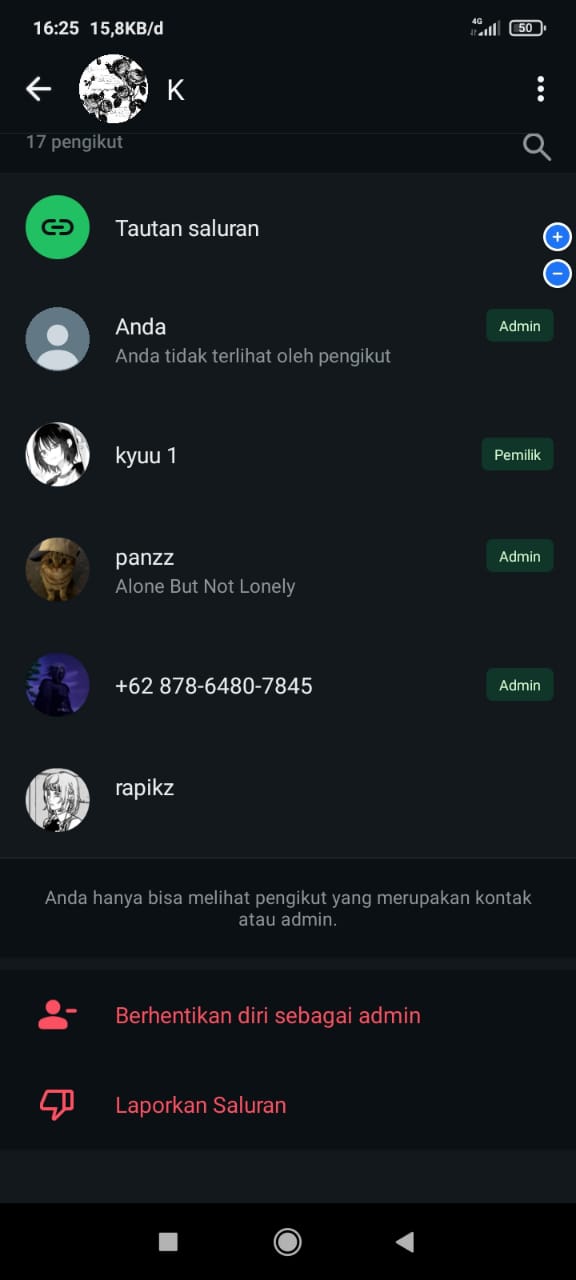 16:25 15,8KB/d
4G
50
K
17 pengikut
Tautan saluran
Anda
Admin
Anda tidak terlihat oleh pengikut
kyuu 1
Pemilik
panzz
Admin
Alone But Not Lonely
+62 878-6480-7845
Admin
rapikz
Anda hanya bisa melihat pengikut yang merupakan kontak
atau admin.
Berhentikan diri sebagai admin
Laporkan Saluran